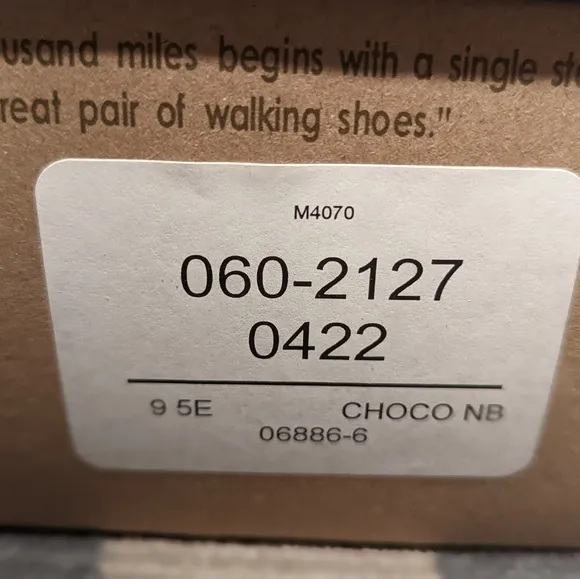 usand miles begins with a single st
reat pair of walking shoes."
M4070
060-2127
0422
9 5E CHOCO NB
06886-6